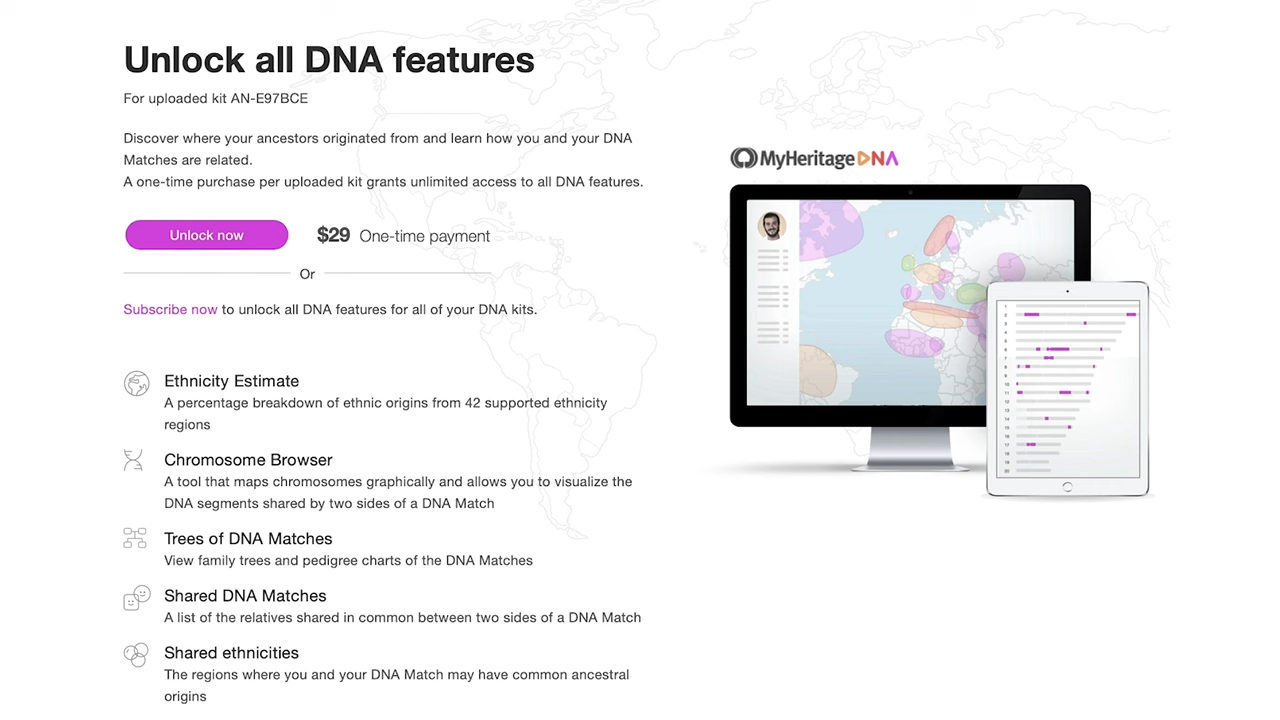 Unlock all DNA features
For uploaded kit AN-E97BCE
Discover where your ancestors originated from and learn how you and your DNA
Matches are related.
A one-time purchase per uploaded kit grants unlimited access to all DNA features.
Unlock now
$29 One-time payment
Or
Subscribe now to unlock all DNA features for all of your DNA kits.
Ethnicity Estimate
A percentage breakdown of ethnic origins from 42 supported ethnicity
regions
Chromosome Browser
A tool that maps chromosomes graphically and allows you to visualize the
DNA segments shared by two sides of a DNA Match
Trees of DNA Matches
View family trees and pedigree charts of the DNA Matches
Shared DNA Matches
A list of the relatives shared in common between two sides of a DNA Match
Shared ethnicities
The regions where you and your DNA Match may have common ancestral
origins
MyHeritage DNA